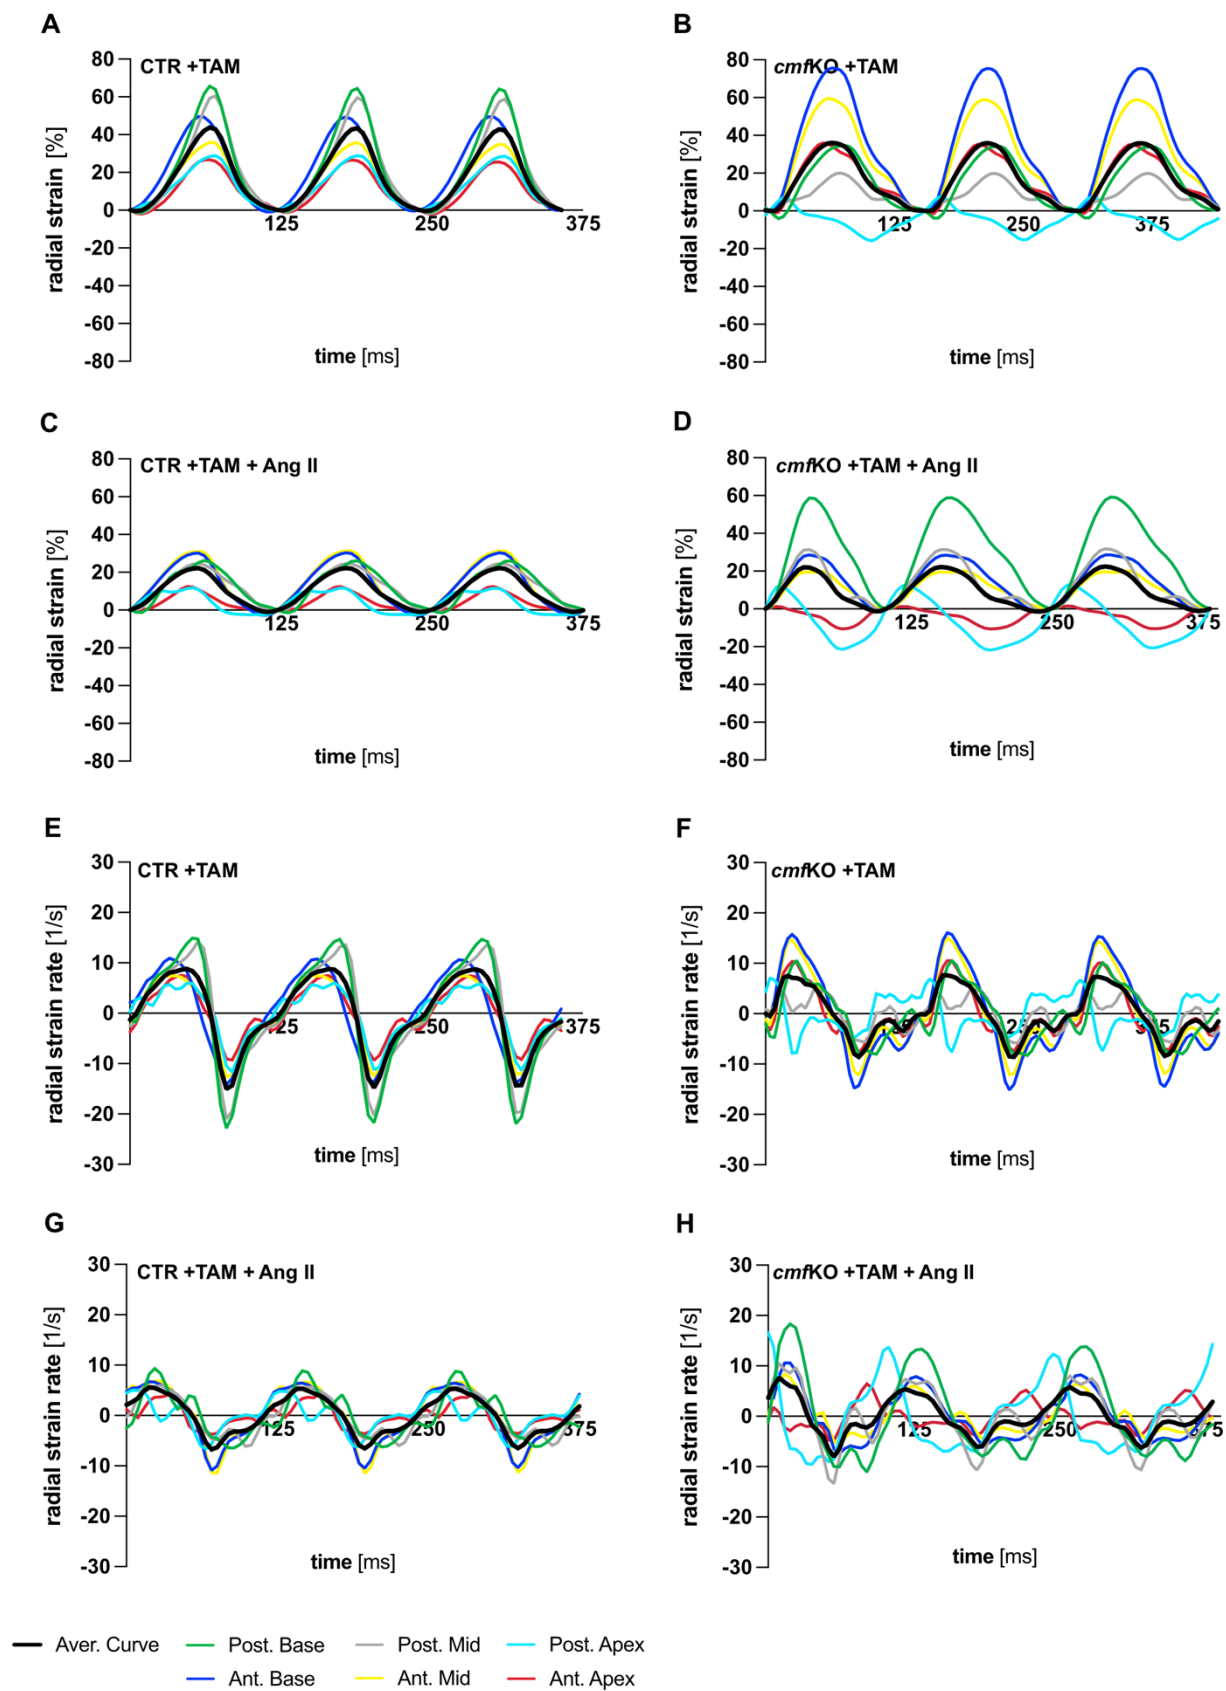 A
B
CTR +TAM
cmfKO +TAM
80
60
40
20
0
-20
-40
-60
-80
radial strain [%]
125
250
375
time [ms]
80
60
40
20
0
-20
-40
-60
-80
radial strain [%]
125
250
375
time [ms]
C
D
CTR +TAM + Ang II
cmfKO +TAM + Ang II
80
60
40
20
0
-20
-40
-60
-80
radial strain [%]
125
250
375
time [ms]
80
60
40
20
0
-20
-40
-60
-80
radial strain [%]
125
250
375
time [ms]
E
F
CTR +TAM
cmfKO +TAM
30
20
10
0
-10
-20
-30
radial strain rate [1/s]
125
250
375
time [ms]
30
20
10
0
-10
-20
-30
radial strain rate [1/s]
125
250
375
time [ms]
G
H
CTR +TAM + Ang II
cmfKO +TAM + Ang II
30
20
10
0
-10
-20
-30
radial strain rate [1/s]
125
250
375
time [ms]
30
20
10
0
-10
-20
-30
radial strain rate [1/s]
125
250
375
time [ms]
Aver. Curve Post. Base Post. Mid Post. Apex
Ant. Base Ant. Mid Ant. Apex